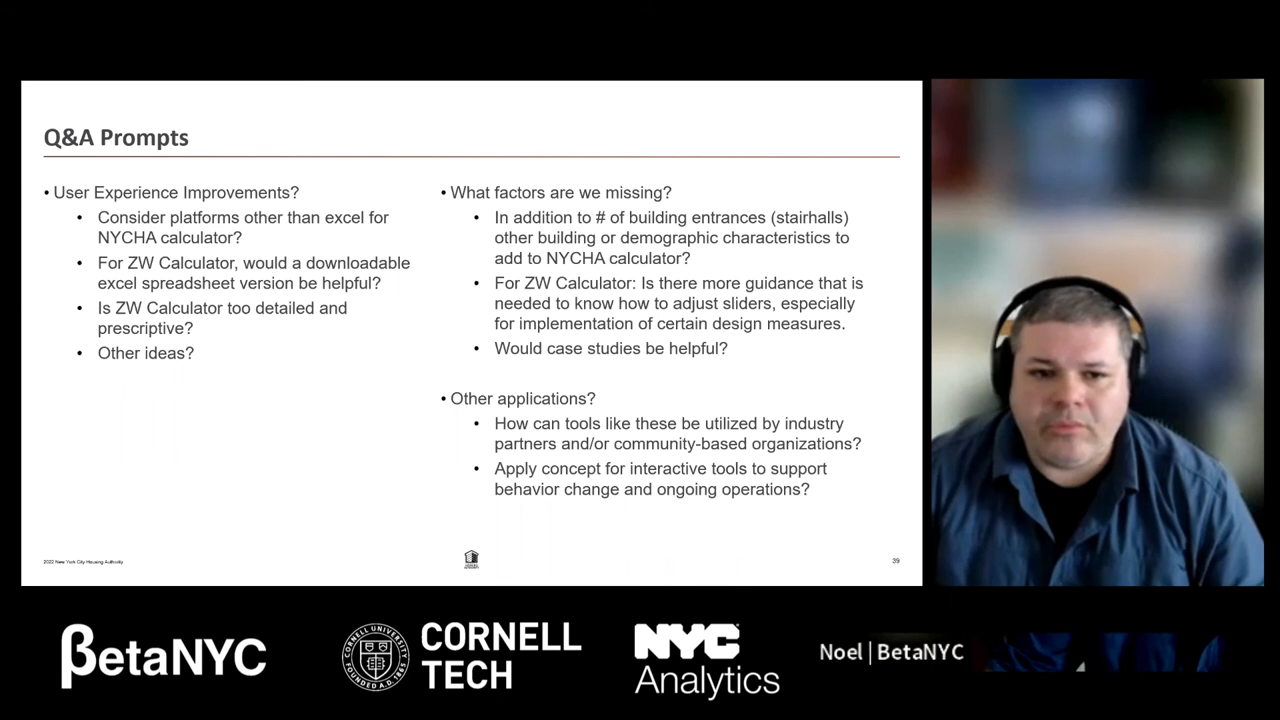 Q&A Prompts
• User Experience Improvements?
• Consider platforms other than excel for
NYCHA calculator?
• For ZW Calculator, would a downloadable
excel spreadsheet version be helpful?
• Is ZW Calculator too detailed and
prescriptive?
• Other ideas?
• What factors are we missing?
• In addition to # of building entrances (stairhalls)
other building or demographic characteristics to
add to NYCHA calculator?
• For ZW Calculator: Is there more guidance that is
needed to know how to adjust sliders, especially
for implementation of certain design measures.
• Would case studies be helpful?
• Other applications?
• How can tools like these be utilized by industry
partners and/or community-based organizations?
• Apply concept for interactive tools to support
behavior change and ongoing operations?
2022 New York City Housing Authority
39
βetaNYC
CORNELL
TECH
NYC
Analytics
Noel | BetaNYC